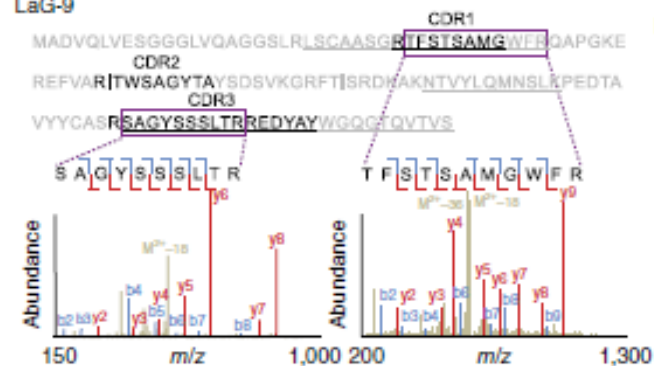 LaG-9
CDR1
MADVQLVESGGGLVQAGGSLRLSCAASGRTFSTSAMGWFRQAPGKE
CDR2
REFVARITWSAGYTAYSDSVKGRFTISRDKAKNTVYLQMNSLKPEDTA
CDR3
VYYCASRSAGYSSSLTRREDYAYWGQGTQVTVS
S A G Y S S S L T R
T F S T S A M G W F R
y6
M²⁺–36 M²⁺–18
y9
y4
y8
M²⁺–18
Abundance
b4 y4 y5
b2 b3 y2 y3 b5 b6 b7 b8 y7
Abundance
b2 y2 y3 b6 y5 y6 y7 y8
b3 b4 b7 b8 b9
150 m/z 1,000
200 m/z 1,300